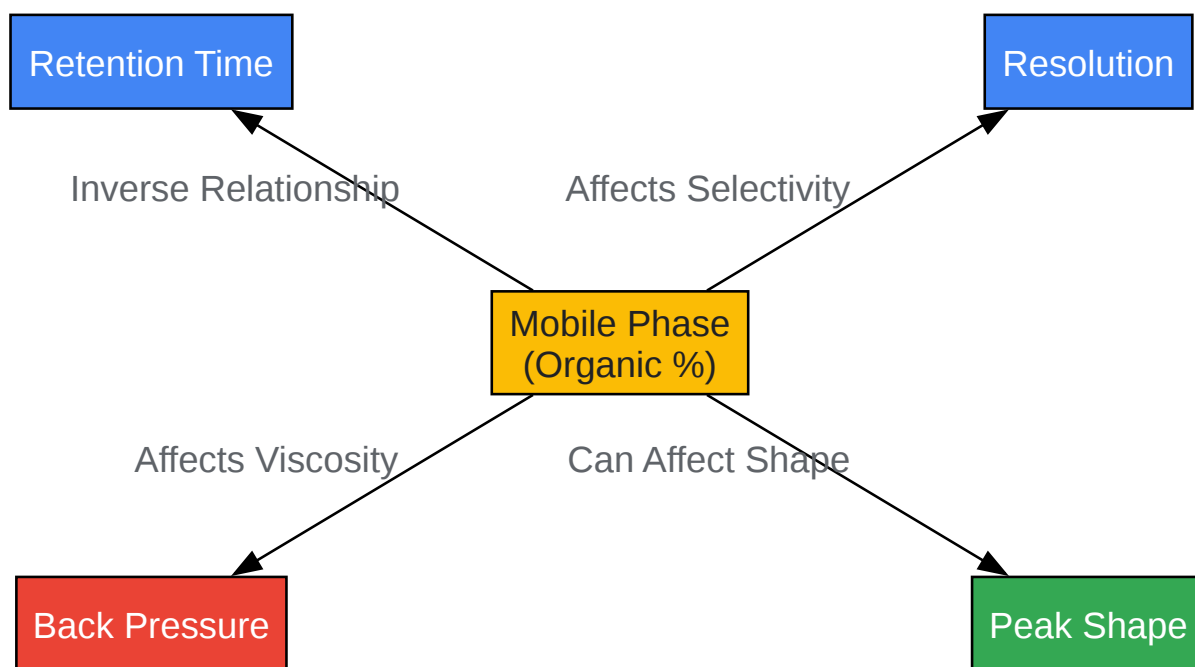 Retention Time
Resolution
Inverse Relationship
Affects Selectivity
Mobile Phase
(Organic %)
Affects Viscosity
Can Affect Shape
Back Pressure
Peak Shape